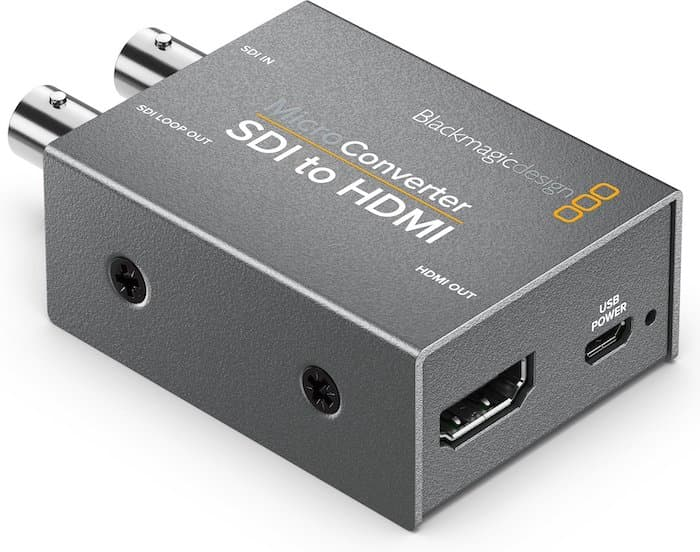 SDI IN
SDI LOOP OUT
Blackmagicdesign
MicroConverter
SDI to HDMI
HDMI OUT
USB
POWER